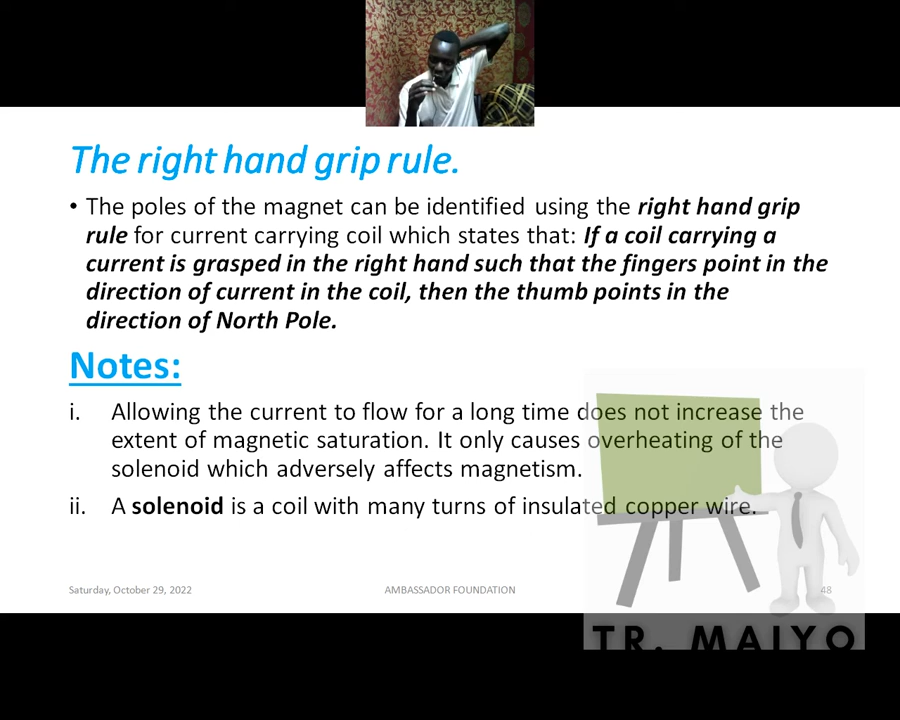 The right hand grip rule.
• The poles of the magnet can be identified using the right hand grip
rule for current carrying coil which states that: If a coil carrying a
current is grasped in the right hand such that the fingers point in the
direction of current in the coil, then the thumb points in the
direction of North Pole.
Notes:
i. Allowing the current to flow for a long time does not increase the
extent of magnetic saturation. It only causes overheating of the
solenoid which adversely affects magnetism.
ii. A solenoid is a coil with many turns of insulated copper wire.
Saturday, October 29, 2022 AMBASSADOR FOUNDATION 48
TR. MAIYO